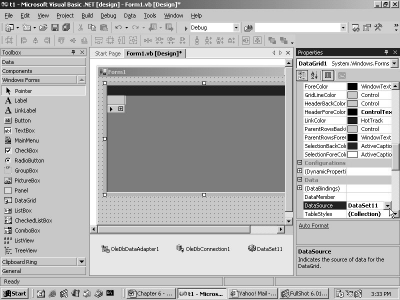 t1 - Microsoft Visual Basic .NET [design] - Form1.vb [Design]*
File Edit View Project Build Debug Data Tools Window Help
Debug
Toolbox
Data
Components
Windows Forms
Pointer
Label
LinkLabel
Button
TextBox
MainMenu
CheckBox
RadioButton
GroupBox
PictureBox
Panel
DataGrid
ListBox
CheckedListBox
ComboBox
ListView
TreeView
Clipboard Ring
General
Start Page Form1.vb [Design]*
Form1
OleDbDataAdapter1 OleDbConnection1 DataSet11
Properties
DataGrid1 System.Windows.Forms
ForeColor WindowText
GridLineColor Control
HeaderBackColor Control
HeaderForeColor ControlText
LinkColor HotTrack
ParentRowsBackColor Control
ParentRowsForeColor WindowText
SelectionBackColor ActiveCaption
SelectionForeColor ActiveCaption
Configurations
(DynamicProperties)
Data
(DataBindings)
DataMember
DataSource DataSet11
TableStyles (Collection)
Auto Format
DataSource
Indicates the source of data for the DataGrid.
Ready
Start
Chapter 6 -
t1 - Micros...
Yahoo! Mail -
FullShot 6.01
3:33 PM